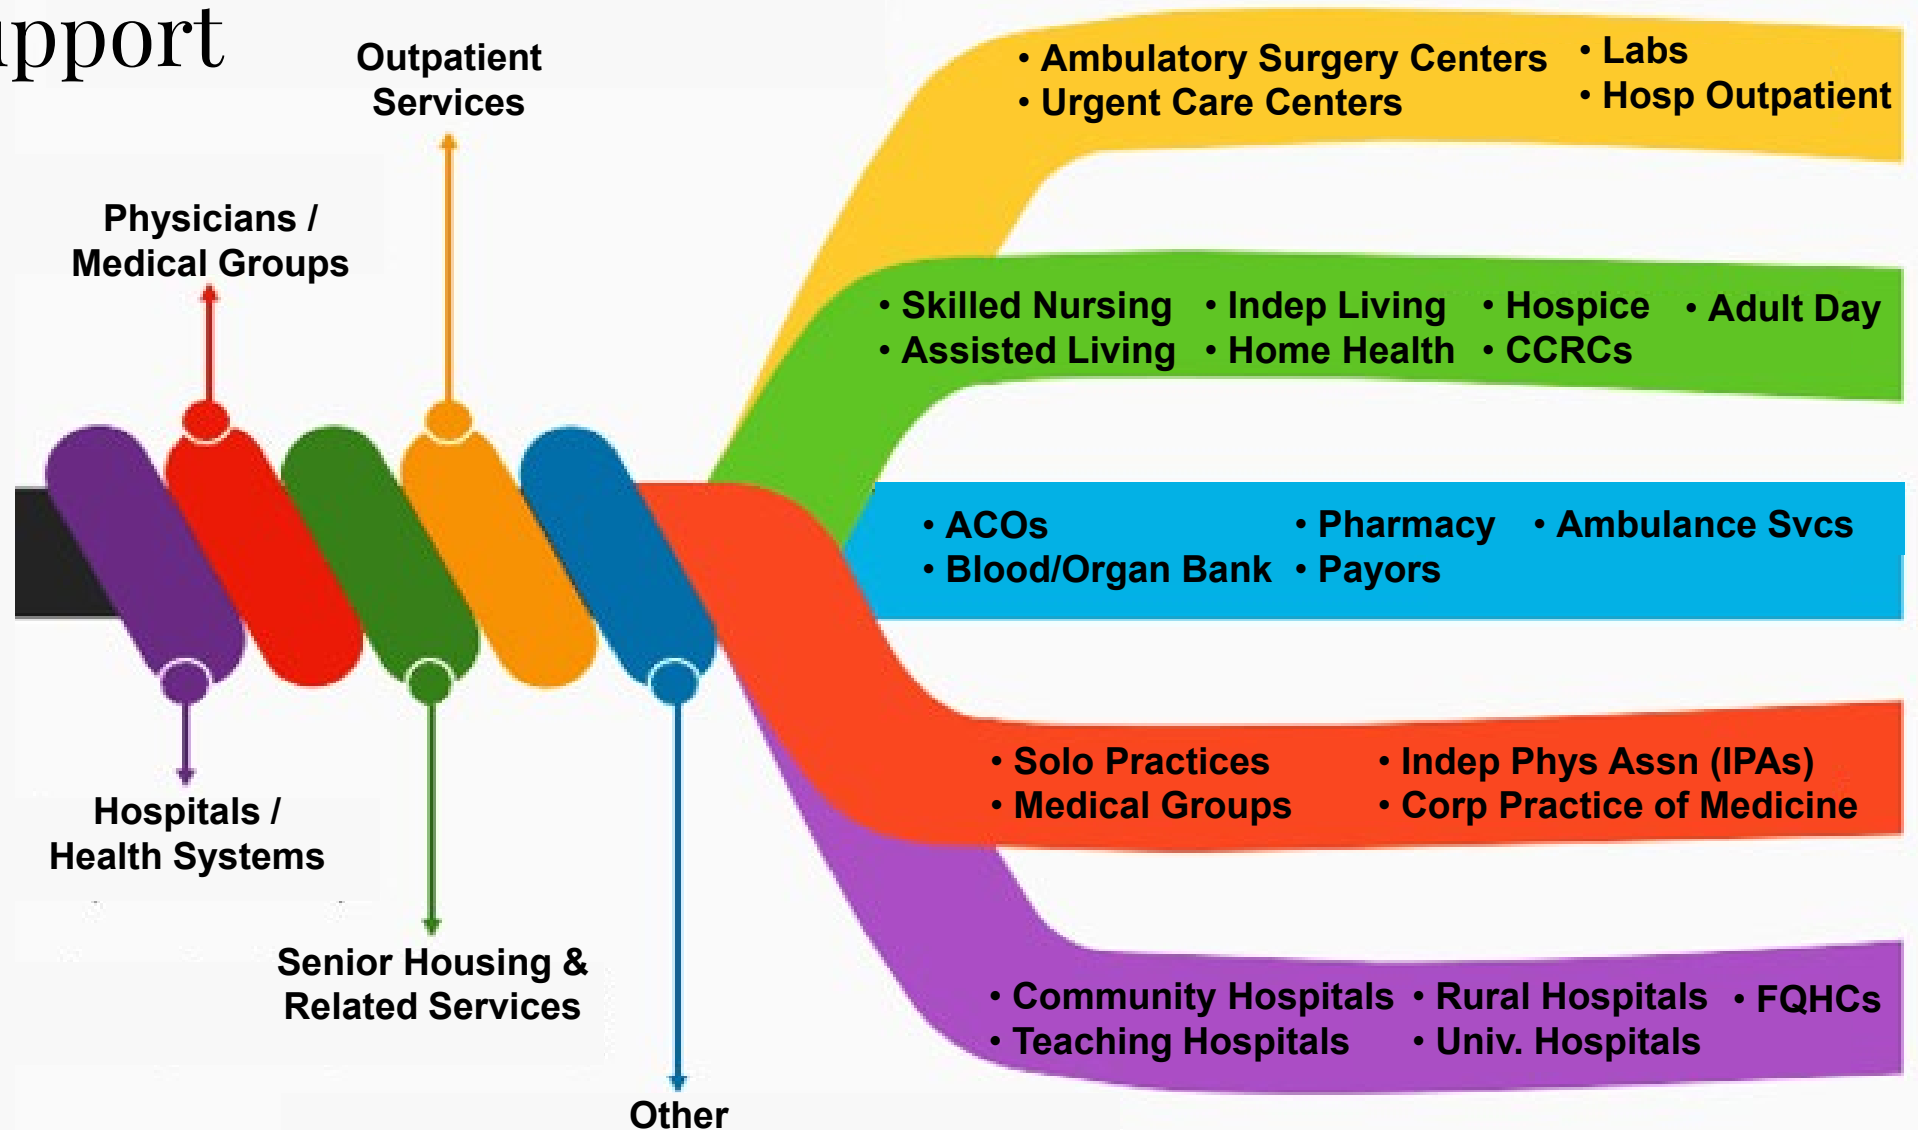 Outpatient
Services
Physicians /
Medical Groups
Hospitals /
Health Systems
Senior Housing &
Related Services
Other
• Ambulatory Surgery Centers • Labs
• Urgent Care Centers • Hosp Outpatient
• Skilled Nursing • Indep Living • Hospice • Adult Day
• Assisted Living • Home Health • CCRCs
• ACOs • Pharmacy • Ambulance Svcs
• Blood/Organ Bank • Payors
• Solo Practices • Indep Phys Assn (IPAs)
• Medical Groups • Corp Practice of Medicine
• Community Hospitals • Rural Hospitals • FQHCs
• Teaching Hospitals • Univ. Hospitals